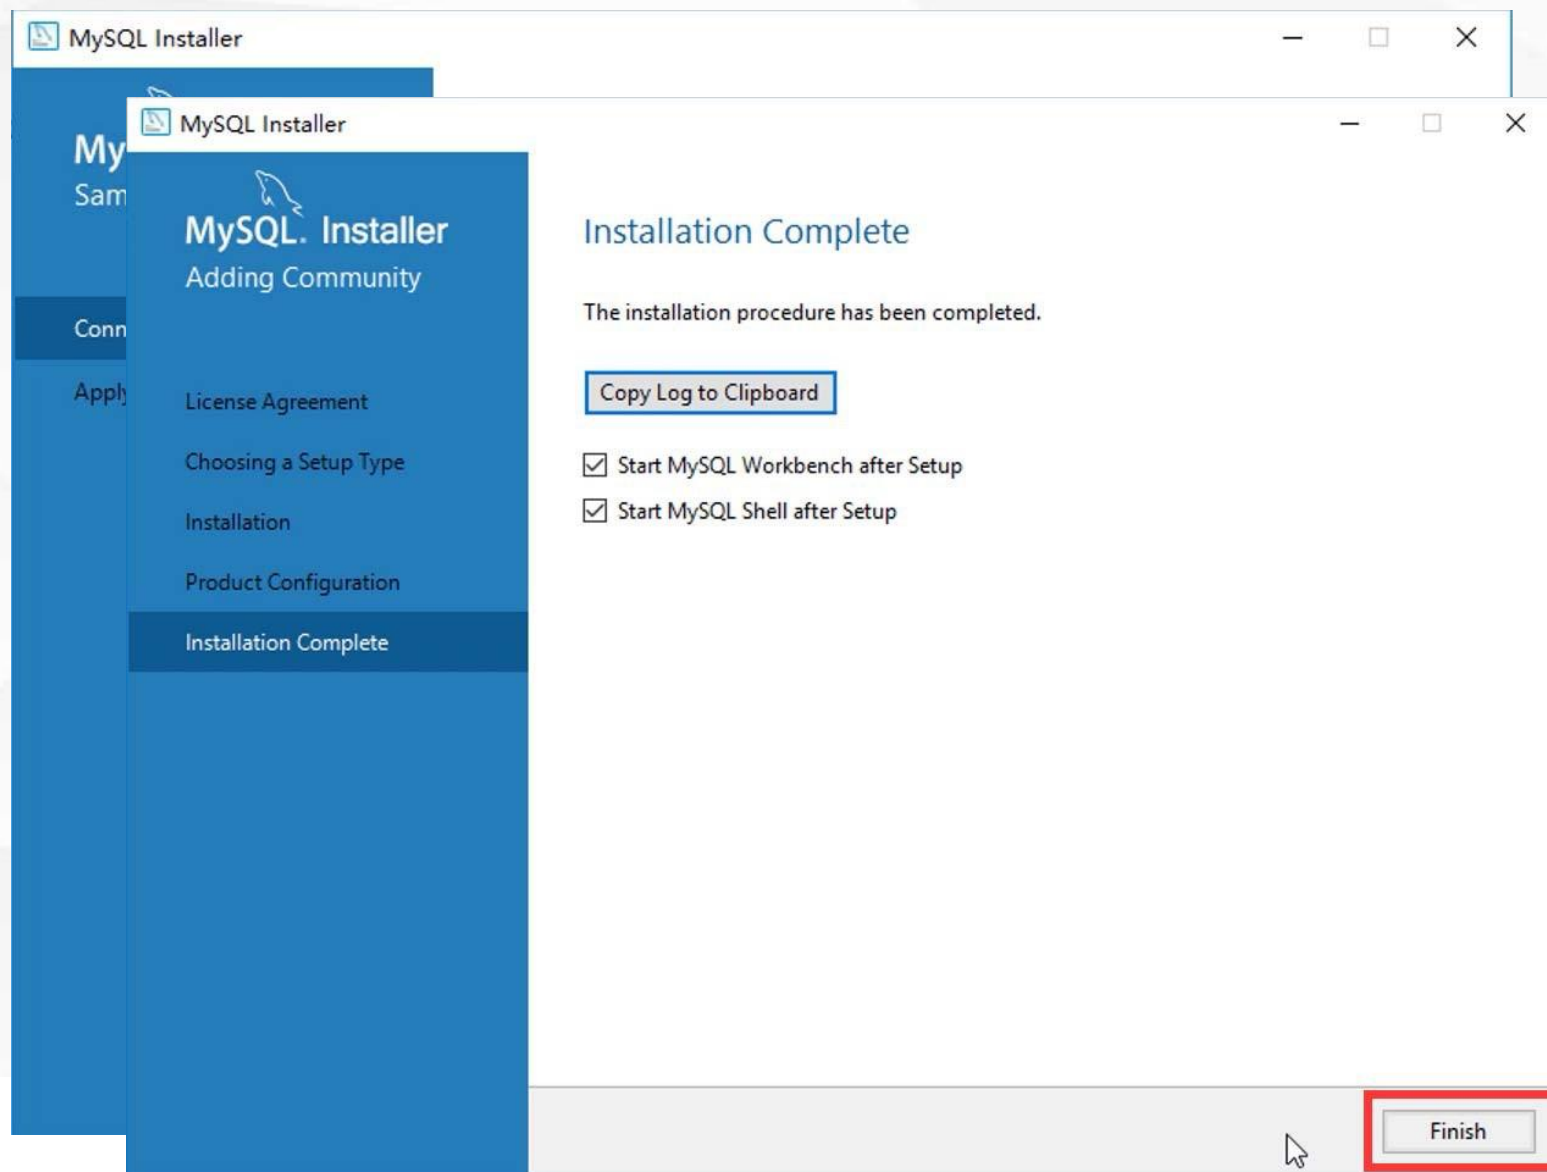 MySQL Installer
My
Sam
Conn
Apply
MySQL Installer
MySQL. Installer
Adding Community
License Agreement
Choosing a Setup Type
Installation
Product Configuration
Installation Complete
Installation Complete
The installation procedure has been completed.
Copy Log to Clipboard
Start MySQL Workbench after Setup
Start MySQL Shell after Setup
Finish